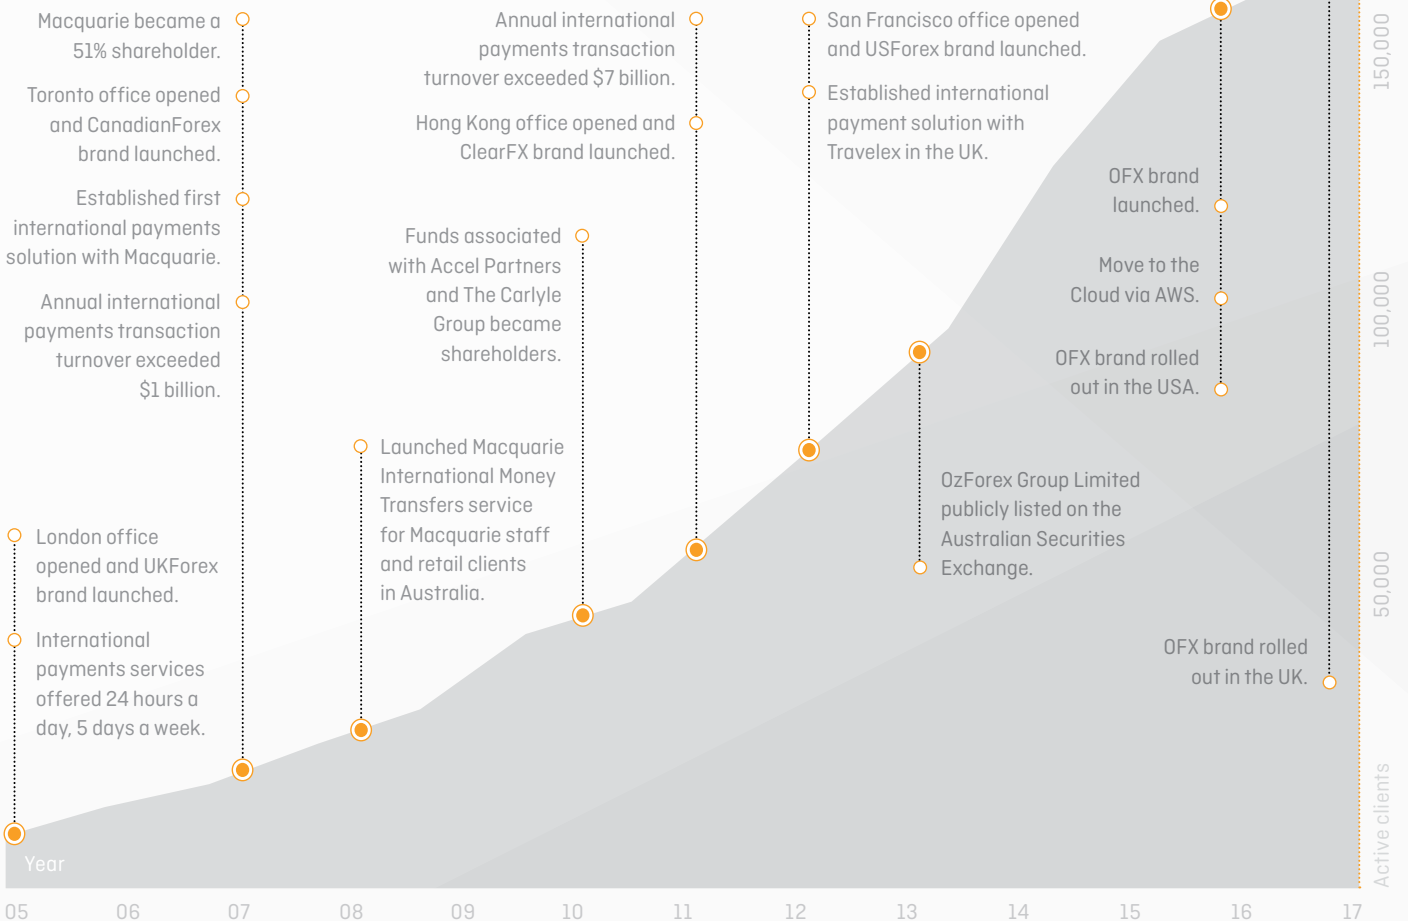 Macquarie became a
51% shareholder.
Toronto office opened
and CanadianForex
brand launched.
Established first
international payments
solution with Macquarie.
Annual international
payments transaction
turnover exceeded
$1 billion.
London office
opened and UKForex
brand launched.
International
payments services
offered 24 hours a
day, 5 days a week.
Launched Macquarie
International Money
Transfers service
for Macquarie staff
and retail clients
in Australia.
Funds associated
with Accel Partners
and The Carlyle
Group became
shareholders.
Annual international
payments transaction
turnover exceeded $7 billion.
Hong Kong office opened and
ClearFX brand launched.
San Francisco office opened
and USForex brand launched.
Established international
payment solution with
Travelex in the UK.
OzForex Group Limited
publicly listed on the
Australian Securities
Exchange.
OFX brand
launched.
Move to the
Cloud via AWS.
OFX brand rolled
out in the USA.
OFX brand rolled
out in the UK.
150,000
100,000
50,000
Active clients
Year
05 06 07 08 09 10 11 12 13 14 15 16 17